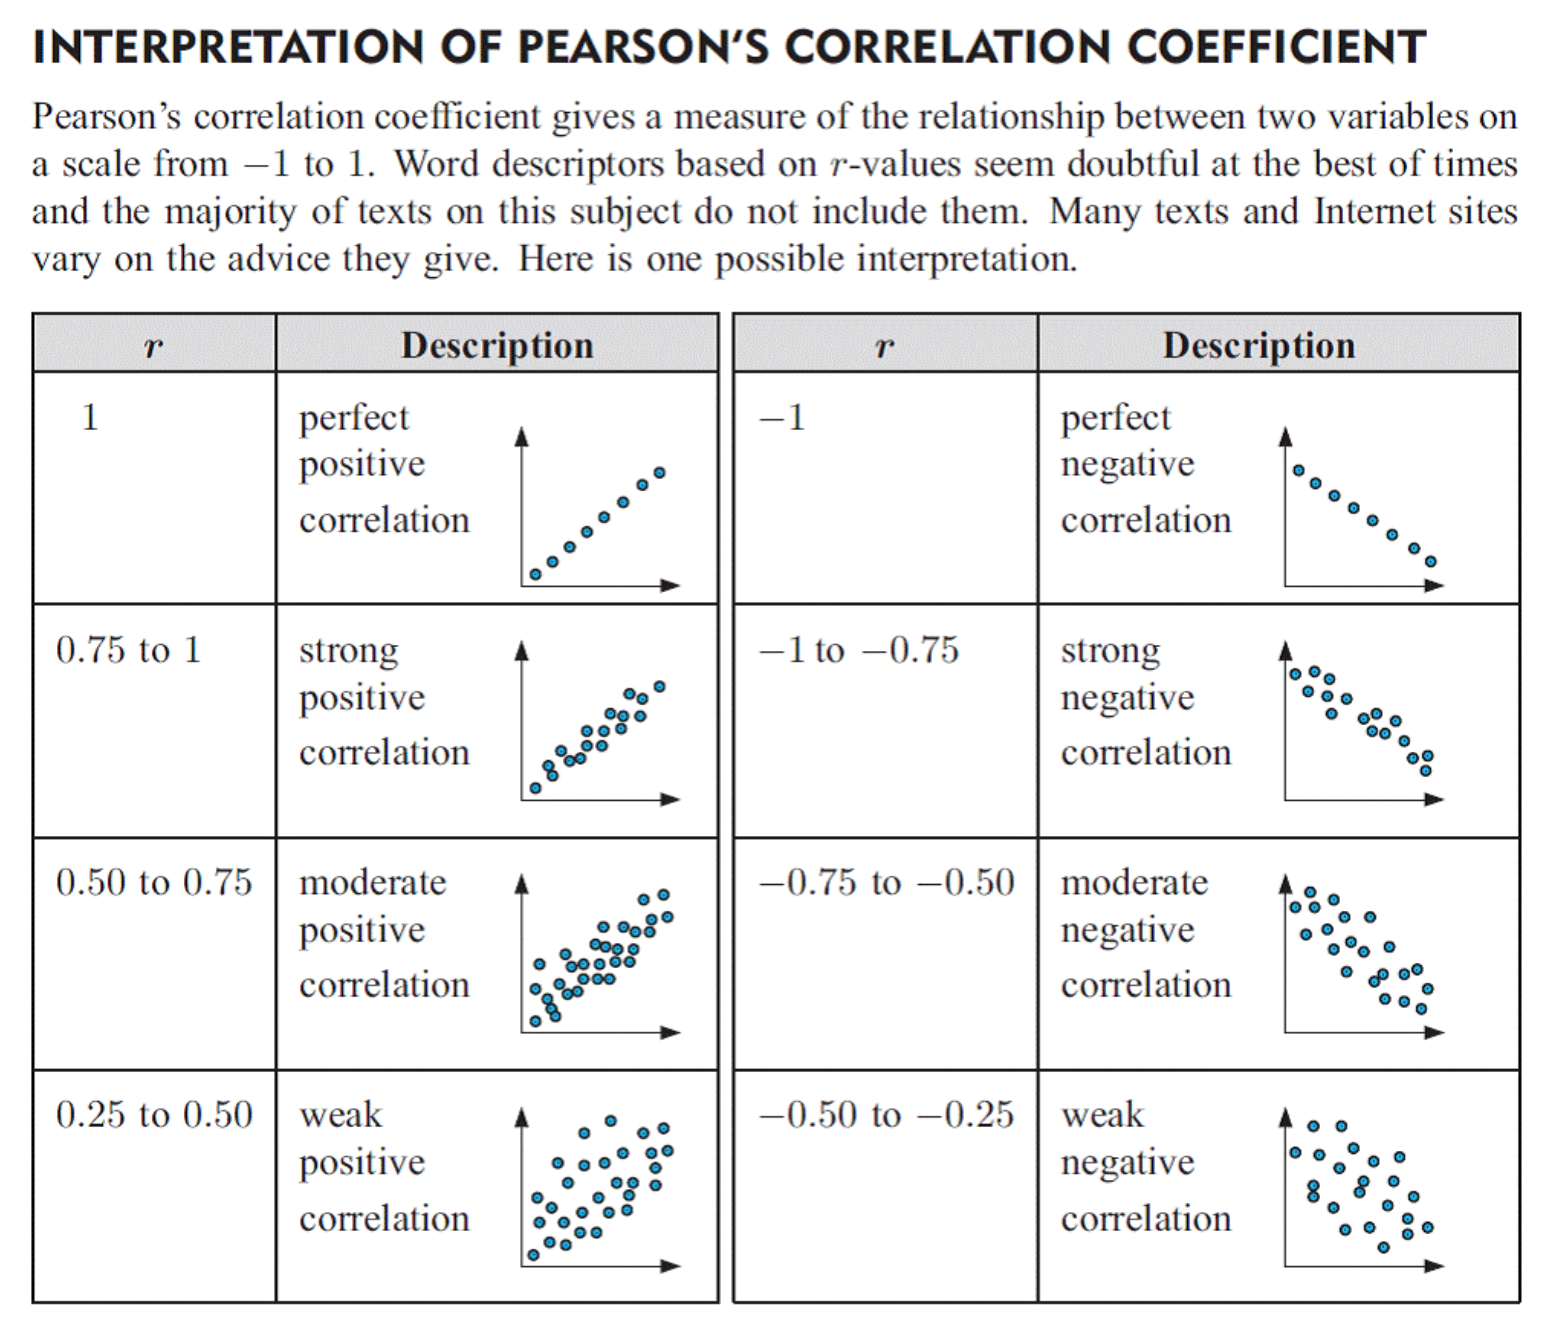 INTERPRETATION OF PEARSON'S CORRELATION COEFFICIENT
Pearson's correlation coefficient gives a measure of the relationship between two variables on
a scale from −1 to 1. Word descriptors based on r-values seem doubtful at the best of times
and the majority of texts on this subject do not include them. Many texts and Internet sites
vary on the advice they give. Here is one possible interpretation.
r Description r Description
1 perfect −1 perfect
positive negative
correlation correlation
0.75 to 1 strong −1 to −0.75 strong
positive negative
correlation correlation
0.50 to 0.75 moderate −0.75 to −0.50 moderate
positive negative
correlation correlation
0.25 to 0.50 weak −0.50 to −0.25 weak
positive negative
correlation correlation